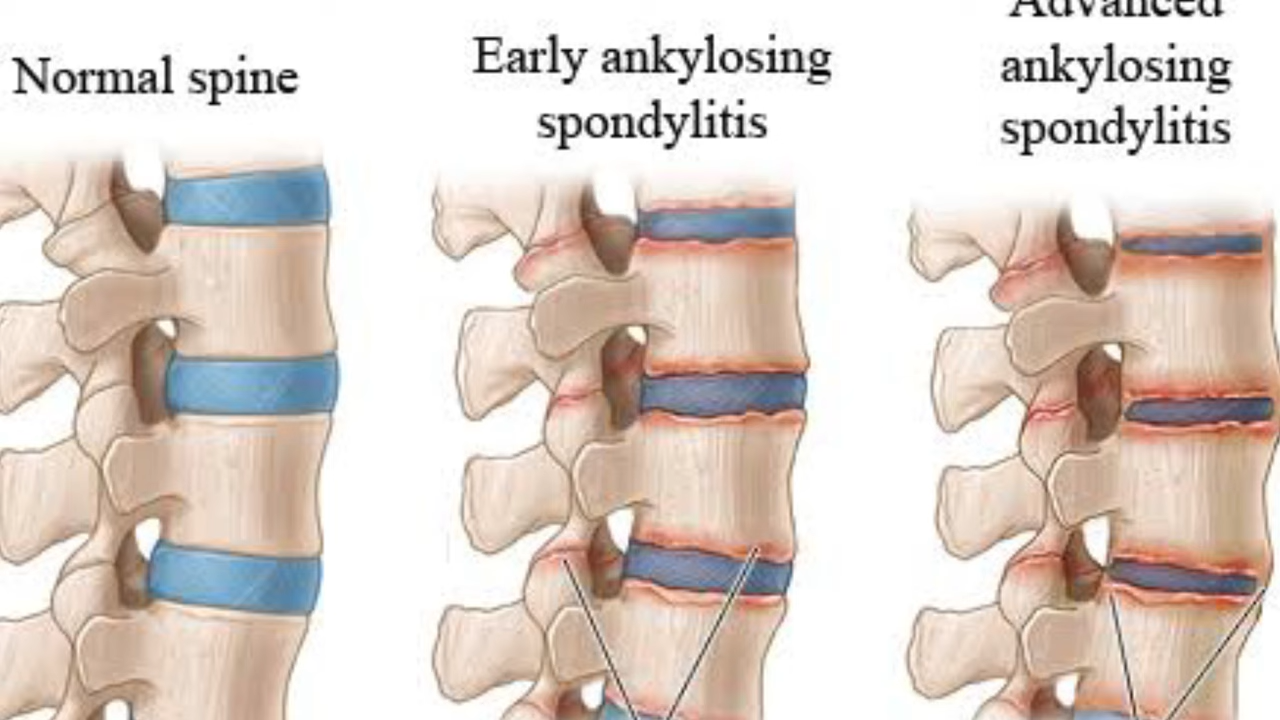 Normal spine
Early ankylosing
spondylitis
Advanced
ankylosing
spondylitis